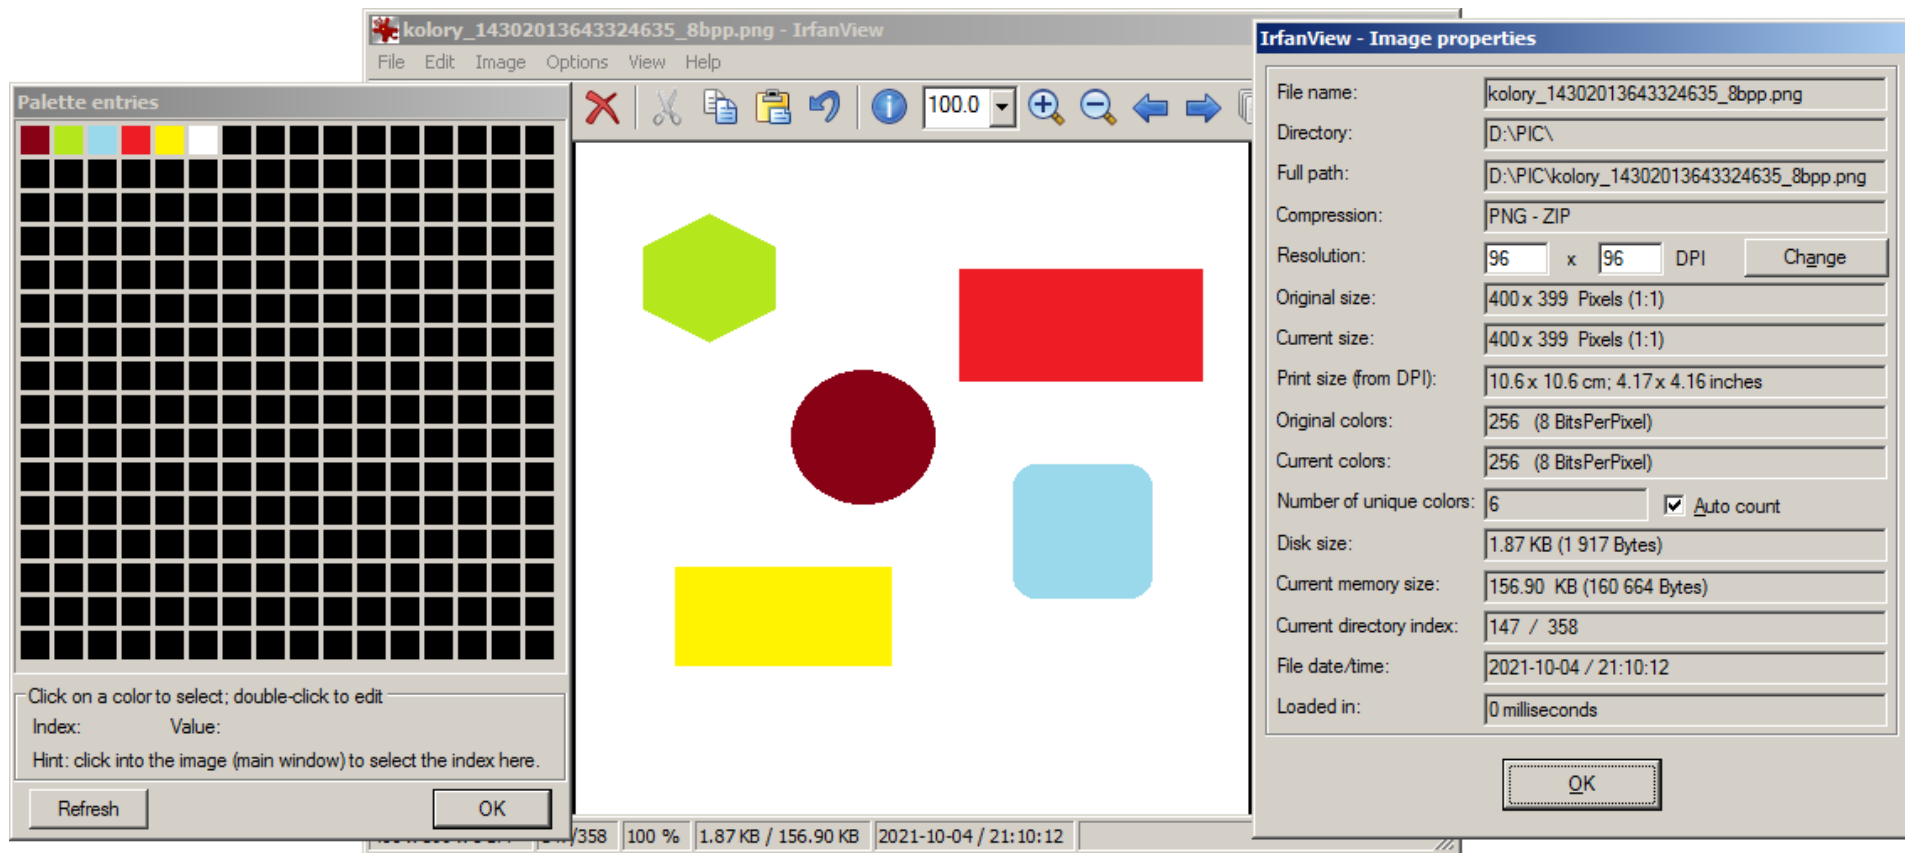 kolory_14302013643324635_8bpp.png - IrfanView
File Edit Image Options View Help
100.0
Palette entries
Click on a color to select; double-click to edit
Index: Value:
Hint: click into the image (main window) to select the index here.
Refresh OK
/358 100 % 1.87 KB / 156.90 KB 2021-10-04 / 21:10:12
IrfanView - Image properties
File name: kolory_14302013643324635_8bpp.png
Directory: D:\PIC\
Full path: D:\PIC\kolory_14302013643324635_8bpp.png
Compression: PNG - ZIP
Resolution: 96 x 96 DPI Change
Original size: 400 x 399 Pixels (1:1)
Current size: 400 x 399 Pixels (1:1)
Print size (from DPI): 10.6 x 10.6 cm; 4.17 x 4.16 inches
Original colors: 256 (8 BitsPerPixel)
Current colors: 256 (8 BitsPerPixel)
Number of unique colors: 6 Auto count
Disk size: 1.87 KB (1 917 Bytes)
Current memory size: 156.90 KB (160 664 Bytes)
Current directory index: 147 / 358
File date/time: 2021-10-04 / 21:10:12
Loaded in: 0 milliseconds
OK